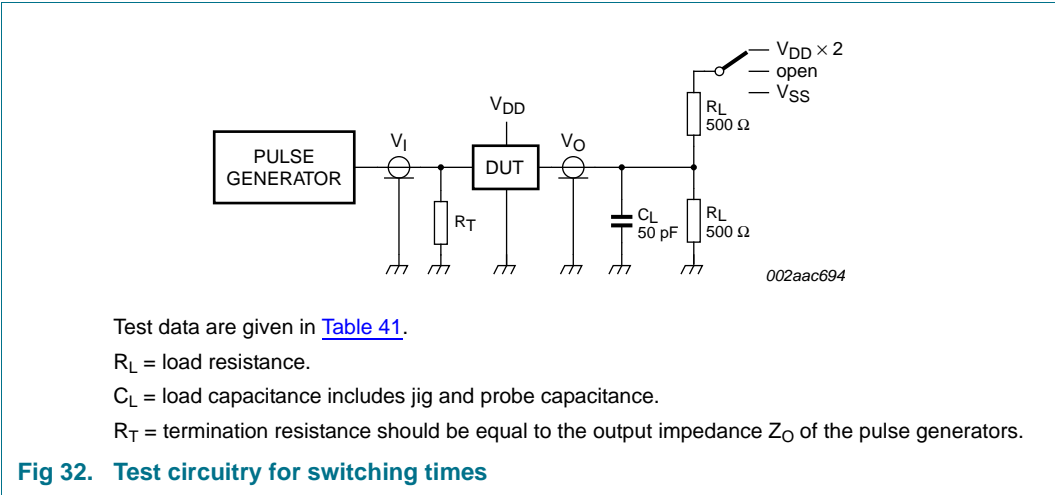 V_DD × 2
open
V_SS
R_L
500 Ω
V_DD
V_I
V_O
PULSE
GENERATOR
DUT
R_T
C_L
50 pF
R_L
500 Ω
002aac694
Test data are given in Table 41.
R_L = load resistance.
C_L = load capacitance includes jig and probe capacitance.
R_T = termination resistance should be equal to the output impedance Z_O of the pulse generators.
Fig 32. Test circuitry for switching times